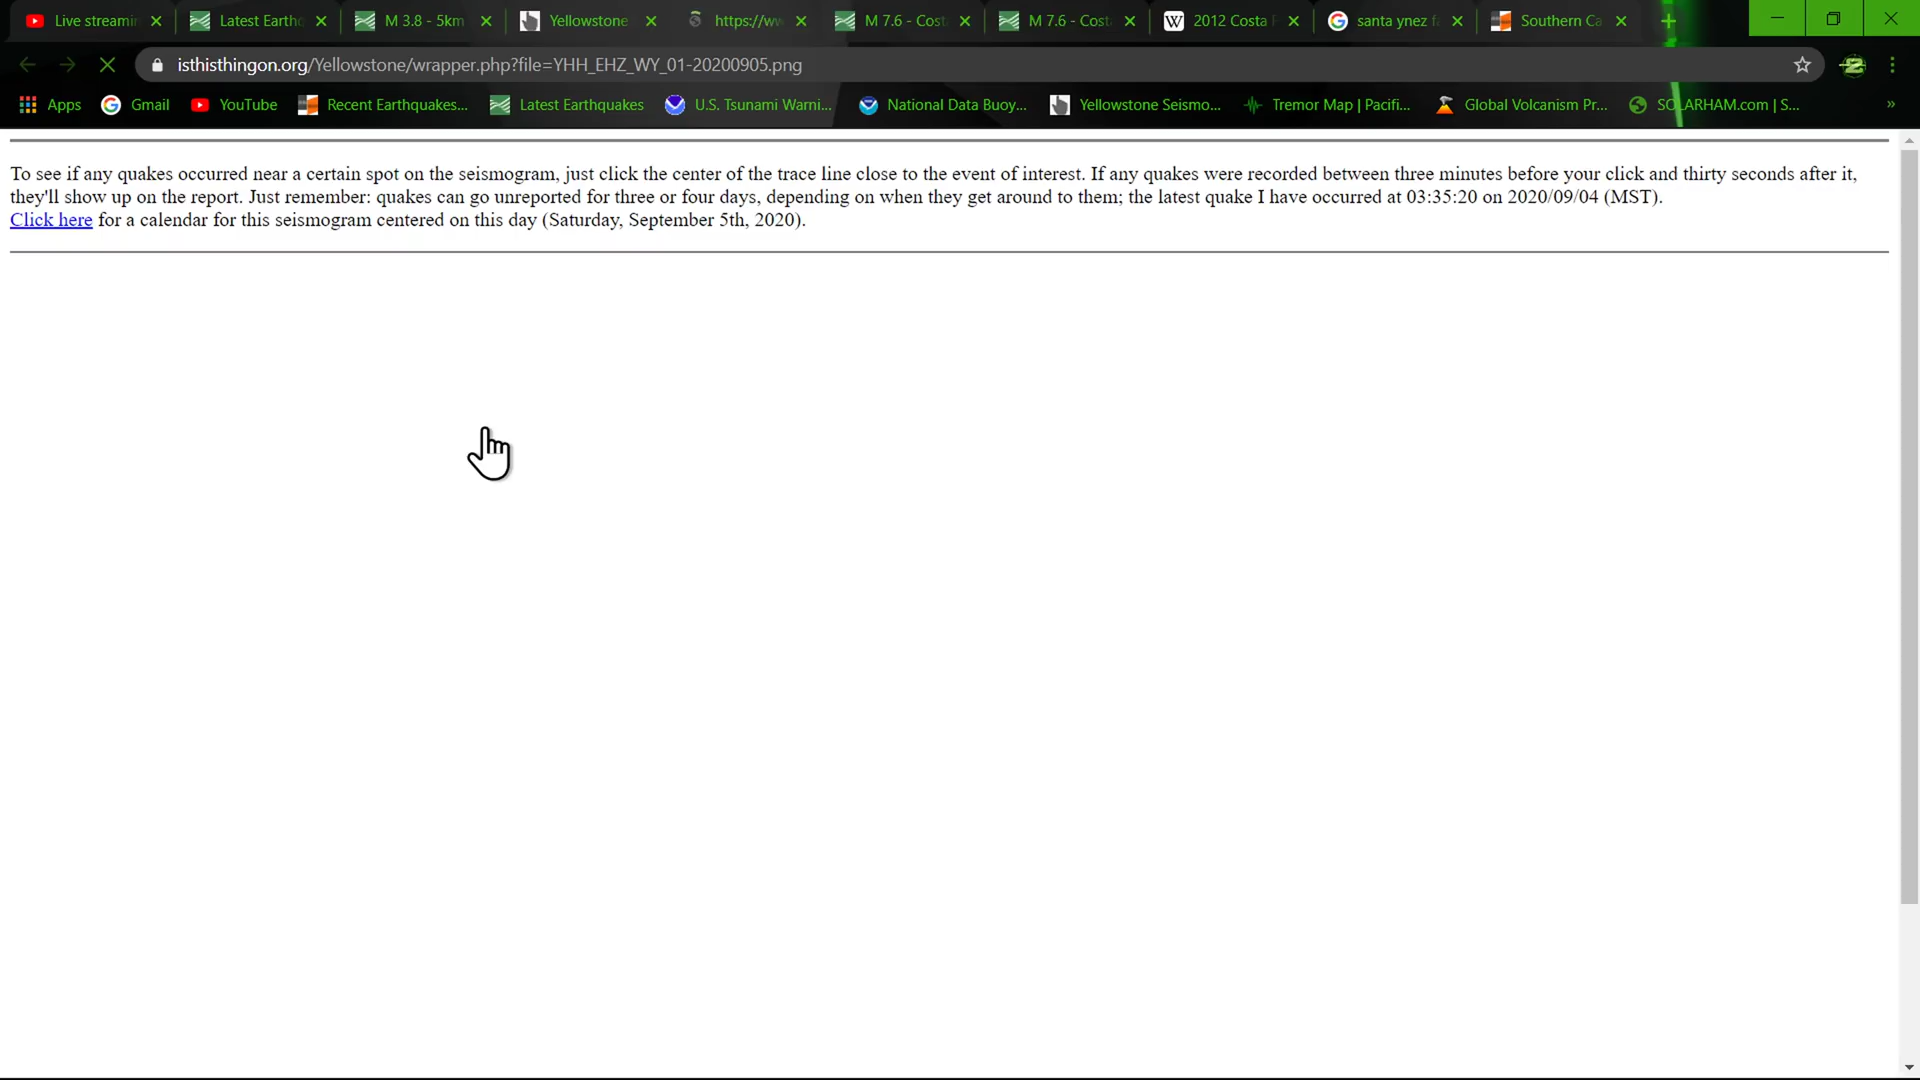 Live streamin
Latest Earthq
M 3.8 - 5km
Yellowstone
https://ww
M 7.6 - Cost
M 7.6 - Cost
2012 Costa R
santa ynez fa
Southern Ca
isthisthingon.org/Yellowstone/wrapper.php?file=YHH_EHZ_WY_01-20200905.png
Apps
Gmail
YouTube
Recent Earthquakes...
Latest Earthquakes
U.S. Tsunami Warni...
National Data Buoy...
Yellowstone Seismo...
Tremor Map | Pacifi...
Global Volcanism Pr...
SOLARHAM.com | S...
»
To see if any quakes occurred near a certain spot on the seismogram, just click the center of the trace line close to the event of interest. If any quakes were recorded between three minutes before your click and thirty seconds after it,
they'll show up on the report. Just remember: quakes can go unreported for three or four days, depending on when they get around to them; the latest quake I have occurred at 03:35:20 on 2020/09/04 (MST).
Click here for a calendar for this seismogram centered on this day (Saturday, September 5th, 2020).